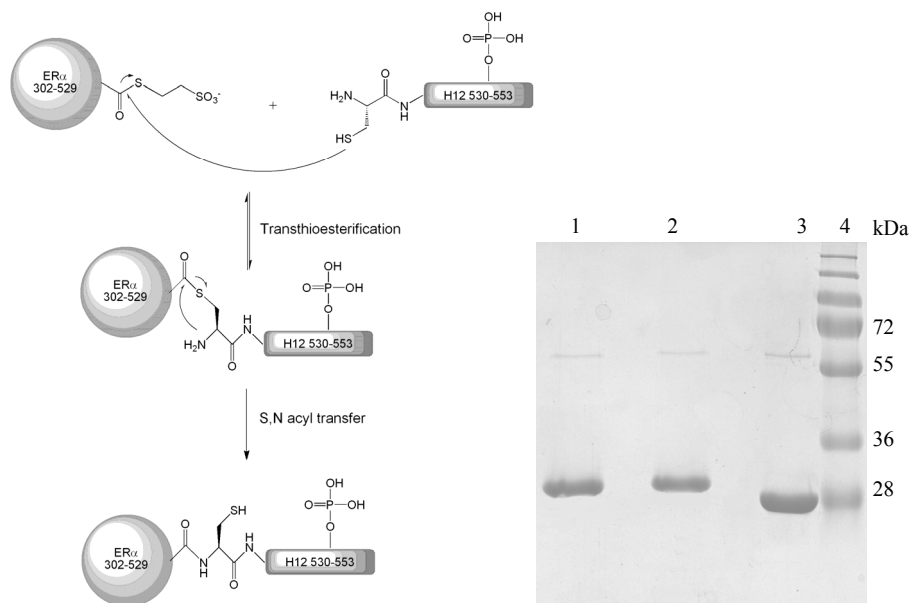 ERα
302-529
S
SO₃⁻
O
+
H₂N
HS
O
N
H
OH
O=P-OH
O
H12 530-553
Transthioesterification
O
ERα
302-529
S
H₂N
O
H
N
OH
O=P-OH
O
H12 530-553
S,N acyl transfer
ERα
302-529
O
N
H
SH
O
H
N
OH
O=P-OH
O
H12 530-553
1 2 3 4 kDa
72
55
36
28